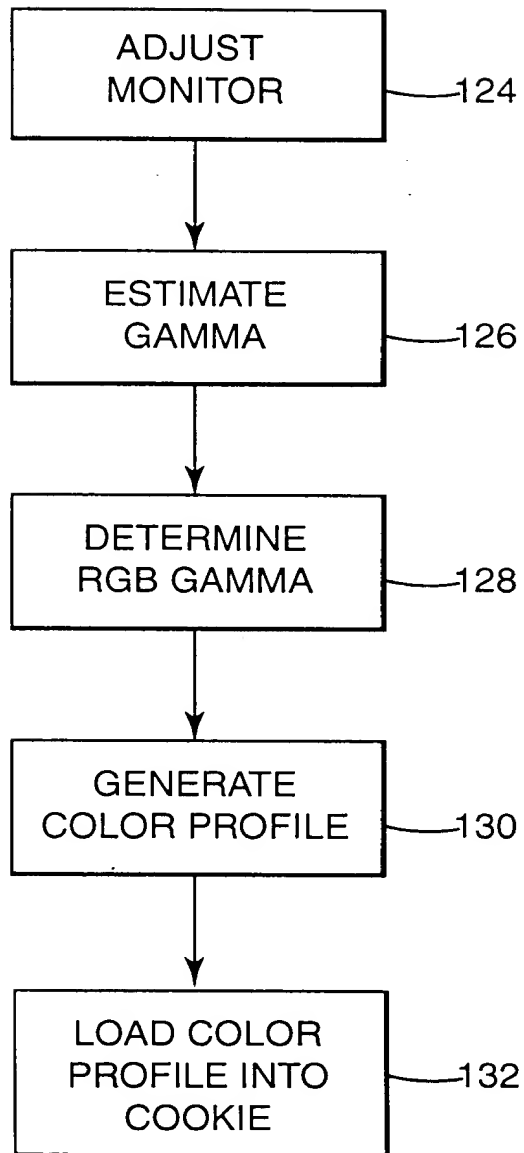 ADJUST
MONITOR
124
ESTIMATE
GAMMA
126
DETERMINE
RGB GAMMA
128
GENERATE
COLOR PROFILE
130
LOAD COLOR
PROFILE INTO
COOKIE
132